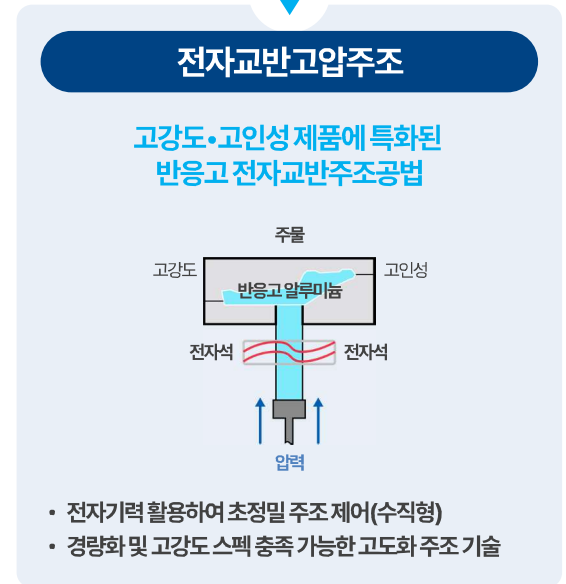 전자교반고압주조
고강도•고인성 제품에 특화된
반응고 전자교반주조공법
주물
고강도
고인성
반응고 알루미늄
전자석
전자석
압력
• 전자기력 활용하여 초정밀 주조 제어(수직형)
• 경량화 및 고강도 스펙 충족 가능한 고도화 주조 기술